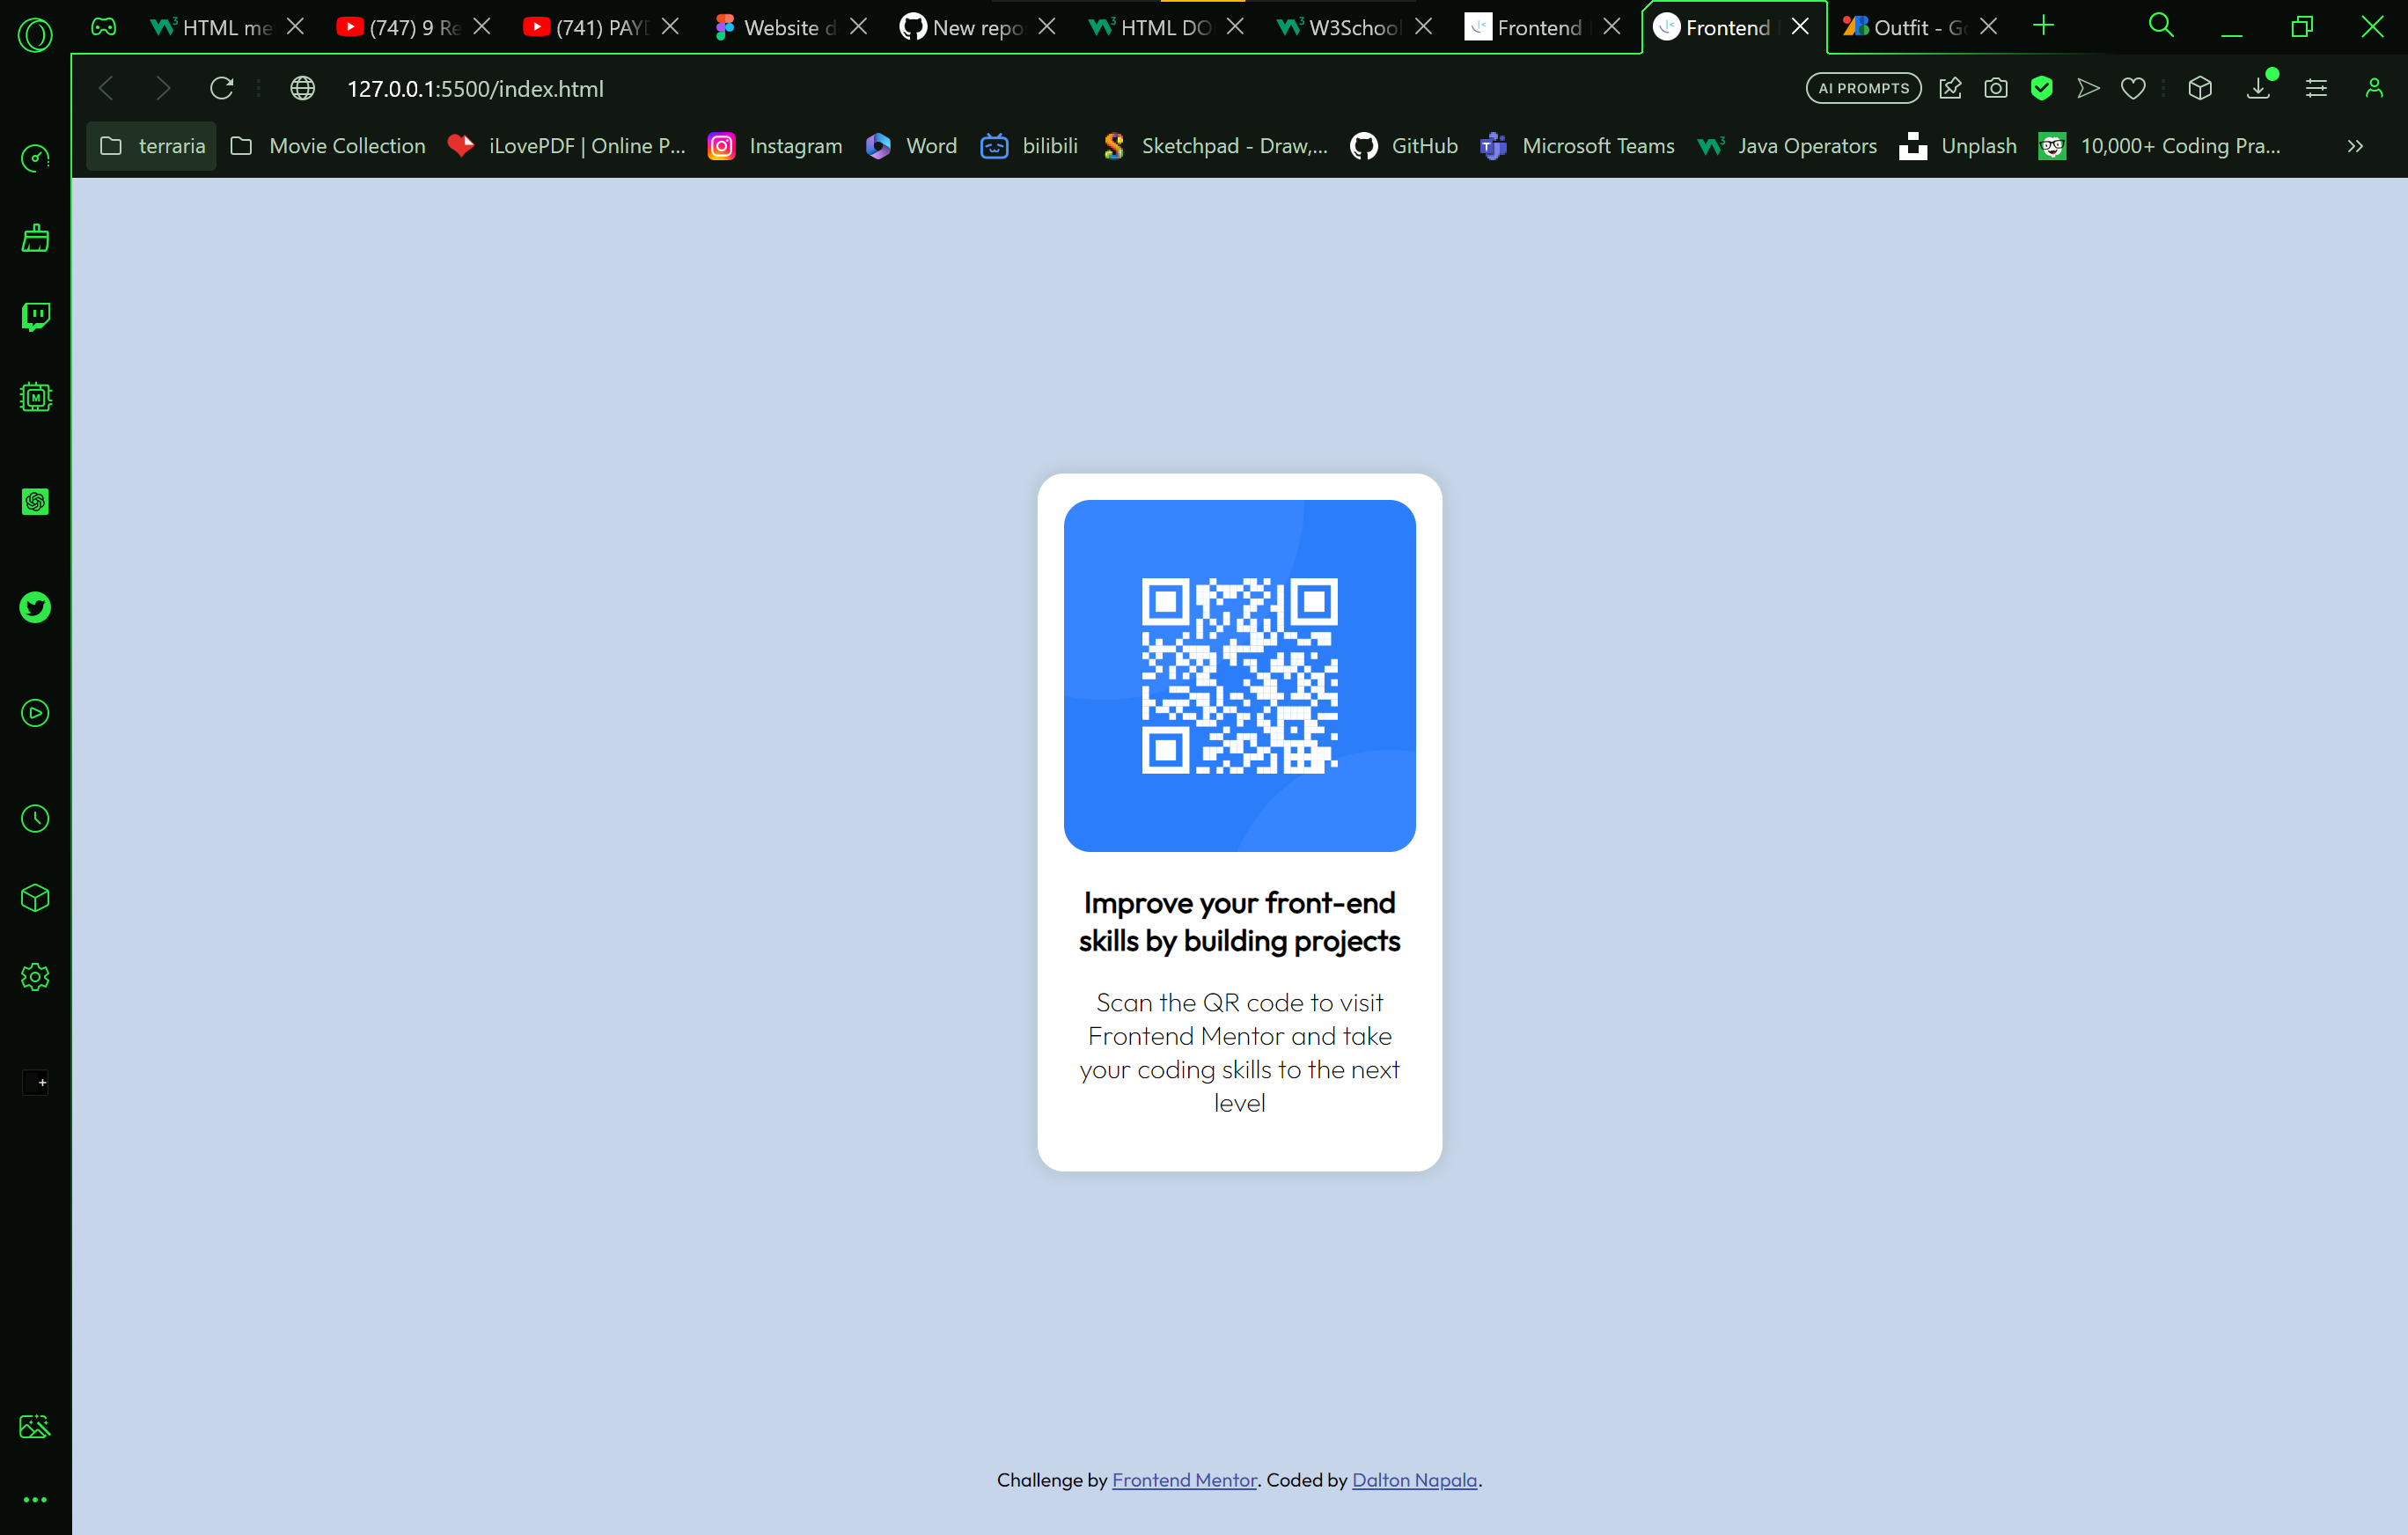 HTML me
(747) 9 Re
(741) PAYD
Website d
New repo
HTML DO
W3School
Frontend
Frontend
Outfit - Go
127.0.0.1:5500/index.html
AI PROMPTS
terraria
Movie Collection
iLovePDF | Online P...
Instagram
Word
bilibili
Sketchpad - Draw,...
GitHub
Microsoft Teams
Java Operators
Unplash
10,000+ Coding Pra...
Improve your front-end
skills by building projects
Scan the QR code to visit
Frontend Mentor and take
your coding skills to the next
level
Challenge by Frontend Mentor. Coded by Dalton Napala.